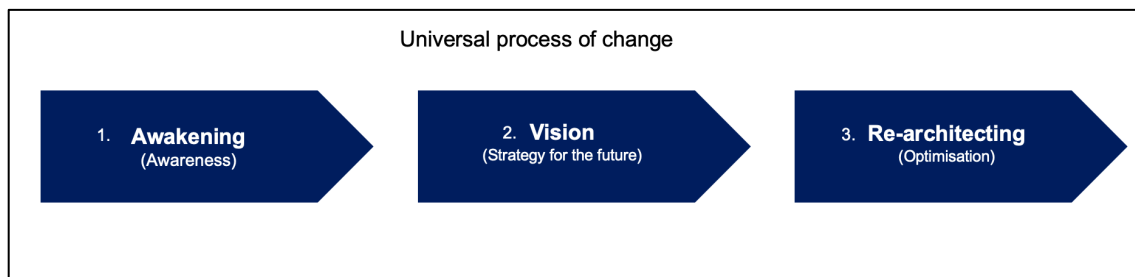 Universal process of change
1. Awakening
(Awareness)
2. Vision
(Strategy for the future)
3. Re-architecting
(Optimisation)